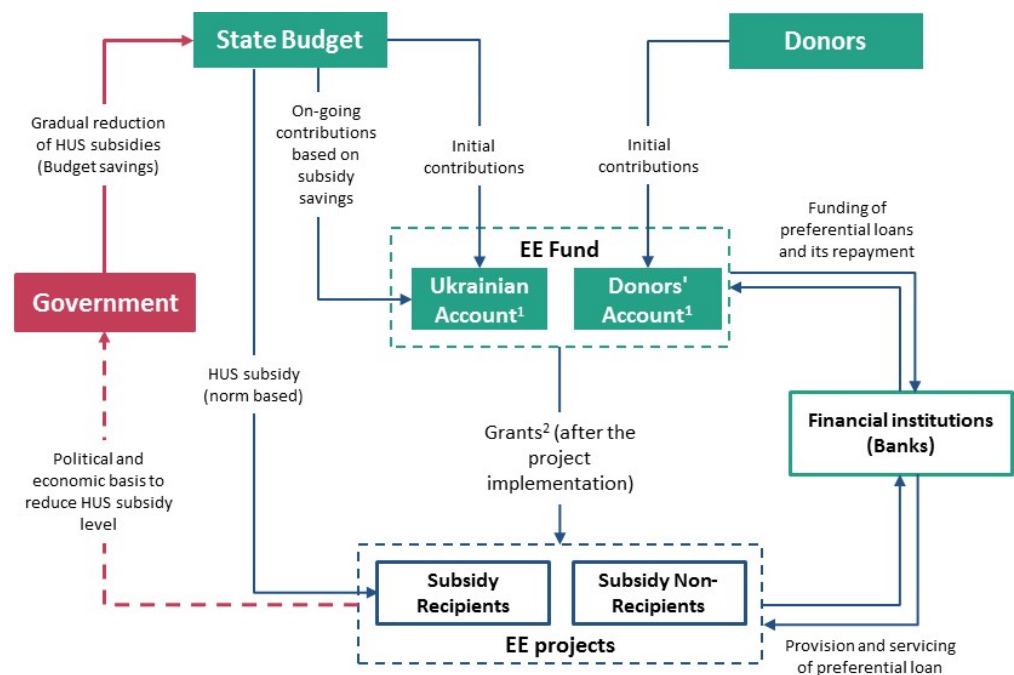 State Budget
Donors
Gradual reduction
of HUS subsidies
(Budget savings)
On-going
contributions
based on
subsidy
savings
Initial
contributions
Initial
contributions
Funding of
preferential loans
and its repayment
EE Fund
Government
Ukrainian
Account¹
Donors'
Account¹
HUS subsidy
(norm based)
Grants² (after the
project
implementation)
Financial institutions
(Banks)
Political and
economic basis to
reduce HUS subsidy
level
Subsidy
Recipients
Subsidy Non-
Recipients
EE projects
Provision and servicing
of preferential loan